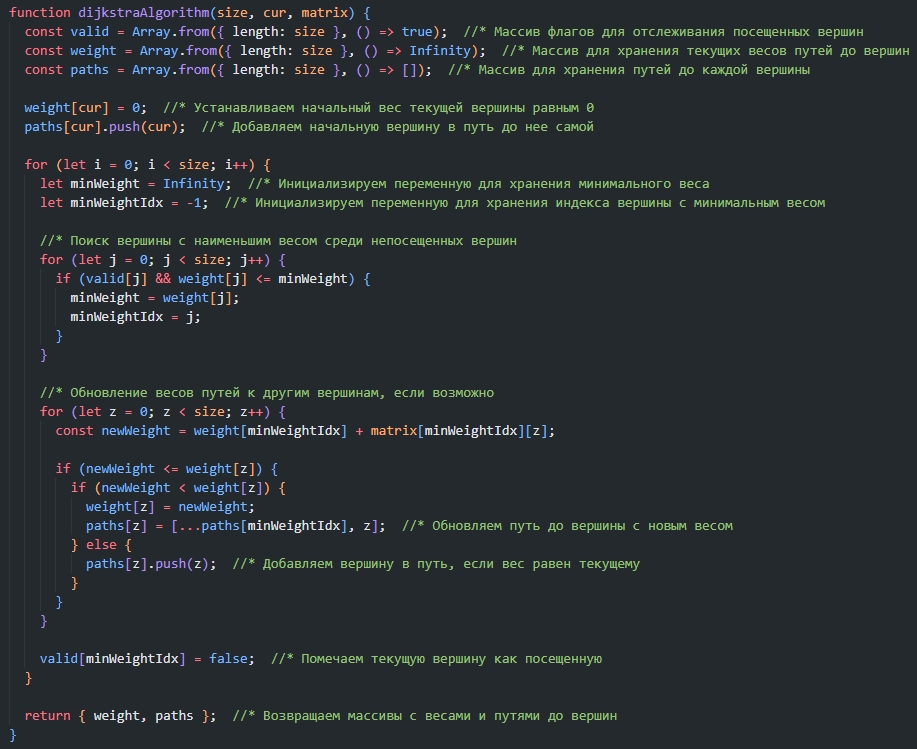 function dijkstraAlgorithm(size, cur, matrix) {
  const valid = Array.from({ length: size }, () => true);  //* Массив флагов для отслеживания посещенных вершин
  const weight = Array.from({ length: size }, () => Infinity);  //* Массив для хранения текущих весов путей до вершин
  const paths = Array.from({ length: size }, () => []);  //* Массив для хранения путей до каждой вершины

  weight[cur] = 0;  //* Устанавливаем начальный вес текущей вершины равным 0
  paths[cur].push(cur);  //* Добавляем начальную вершину в путь до нее самой

  for (let i = 0; i < size; i++) {
    let minWeight = Infinity;  //* Инициализируем переменную для хранения минимального веса
    let minWeightIdx = -1;  //* Инициализируем переменную для хранения индекса вершины с минимальным весом

    //* Поиск вершины с наименьшим весом среди непосещенных вершин
    for (let j = 0; j < size; j++) {
      if (valid[j] && weight[j] <= minWeight) {
        minWeight = weight[j];
        minWeightIdx = j;
      }
    }

    //* Обновление весов путей к другим вершинам, если возможно
    for (let z = 0; z < size; z++) {
      const newWeight = weight[minWeightIdx] + matrix[minWeightIdx][z];

      if (newWeight <= weight[z]) {
        if (newWeight < weight[z]) {
          weight[z] = newWeight;
          paths[z] = [...paths[minWeightIdx], z];  //* Обновляем путь до вершины с новым весом
        } else {
          paths[z].push(z);  //* Добавляем вершину в путь, если вес равен текущему
        }
      }
    }

    valid[minWeightIdx] = false;  //* Помечаем текущую вершину как посещенную
  }

  return { weight, paths };  //* Возвращаем массивы с весами и путями до вершин
}